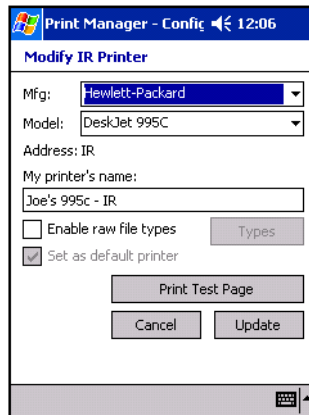 Print Manager - Config 12:06
Modify IR Printer
Mfg: Hewlett-Packard
Model: DeskJet 995C
Address: IR
My printer's name:
Joe's 995c - IR
Enable raw file types Types
Set as default printer
Print Test Page
Cancel Update